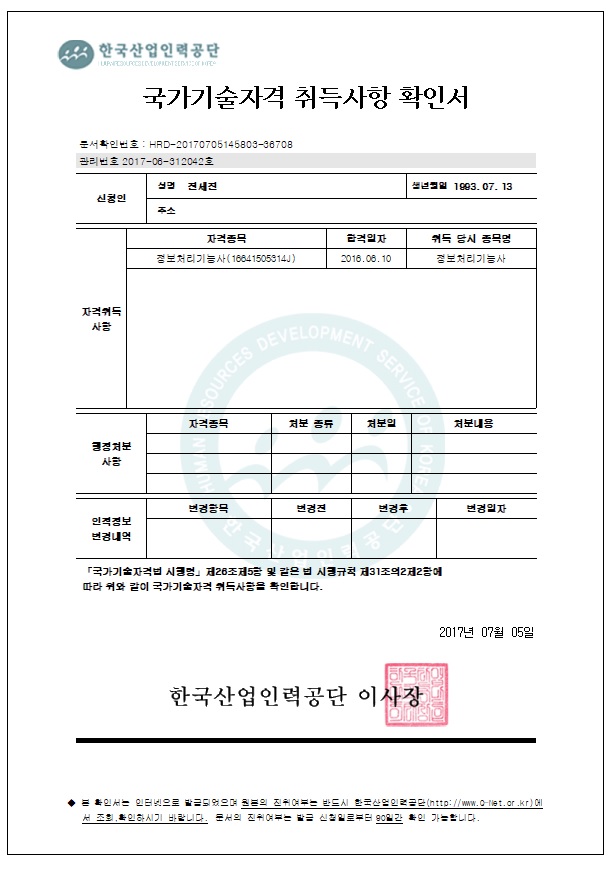 한국산업인력공단
국가기술자격 취득사항 확인서
문서확인번호 : HRD-20170705145803-36708
관리번호 2017-06-312042호
신청인
성명 전세진
생년월일 1993. 07. 13
주소
자격취득 사항
자격종목 합격일자 취득 당시 종목명
정보처리기능사(16641505314J) 2016.06.10 정보처리기능사
HUMAN RESOURCES DEVELOPMENT SERVICE OF KOREA
한국산업인력공단
행정처분 사항
자격종목 처분 종류 처분일 처분내용
인적정보 변경내역
변경항목 변경전 변경후 변경일자
「국가기술자격법 시행령」 제26조제5항 및 같은 법 시행규칙 제31조의2제2항에
따라 위와 같이 국가기술자격 취득사항을 확인합니다.
2017년 07월 05일
한국산업인력공단 이사장
◆ 본 확인서는 인터넷으로 발급되었으며 원본의 진위여부는 반드시 한국산업인력공단(http://www.Q-Net.or.kr)에
서 조회,확인하시기 바랍니다. 문서의 진위여부는 발급 신청일로부터 90일간 확인 가능합니다.